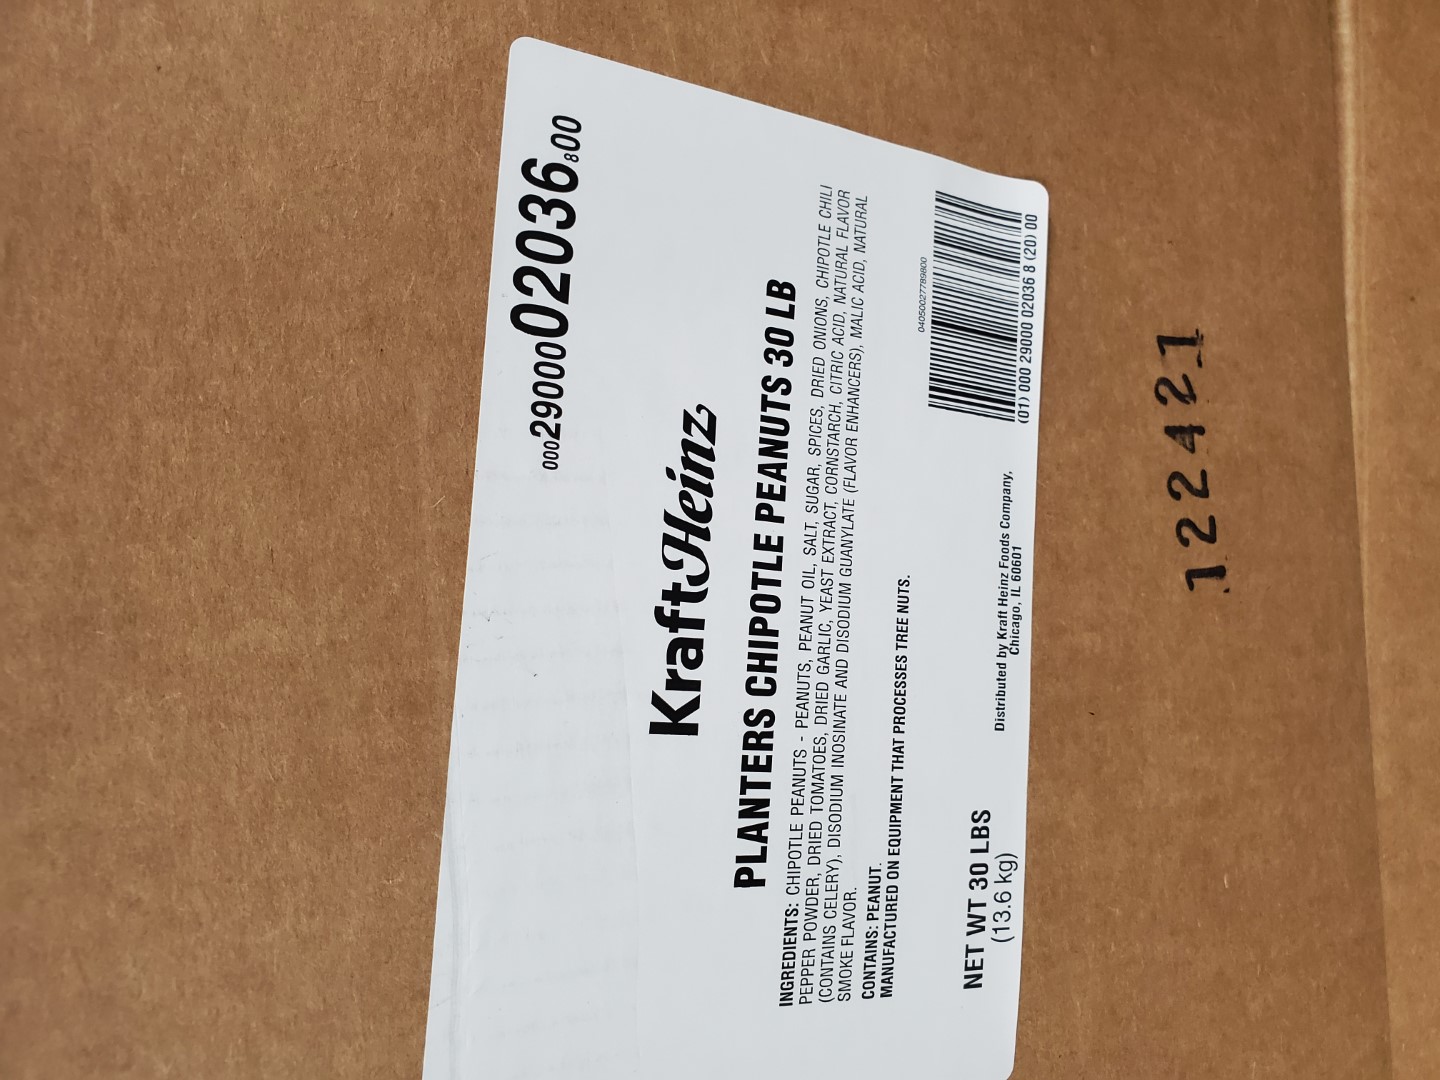 000290000203680​0
KraftHeinz
PLANTERS CHIPOTLE PEANUTS 30 LB
INGREDIENTS: CHIPOTLE PEANUTS - PEANUTS, PEANUT OIL, SALT, SUGAR, SPICES, DRIED ONIONS, CHIPOTLE CHILI
PEPPER POWDER, DRIED TOMATOES, DRIED GARLIC, YEAST EXTRACT, CORNSTARCH, CITRIC ACID, NATURAL FLAVOR
(CONTAINS CELERY), DISODIUM INOSINATE AND DISODIUM GUANYLATE (FLAVOR ENHANCERS), MALIC ACID, NATURAL
SMOKE FLAVOR.
CONTAINS: PEANUT.
MANUFACTURED ON EQUIPMENT THAT PROCESSES TREE NUTS.
04050027789800
NET WT 30 LBS
(13.6 kg)
Distributed by Kraft Heinz Foods Company,
Chicago, IL 60601
(01) 000 29000 02036 8 (20) 00
122421